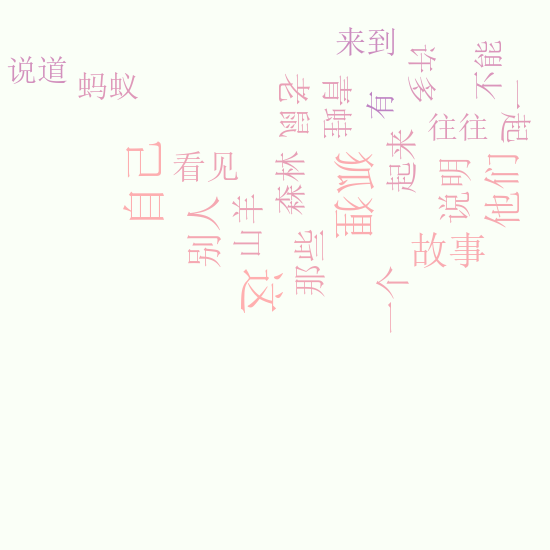 来到
说道
蚂蚁
好多
不能
老鼠
青蛙
有
往往
一起
起来
自己
看见
森林
狐狸
说明
他们
别人
山羊
那些
故事
这
一个